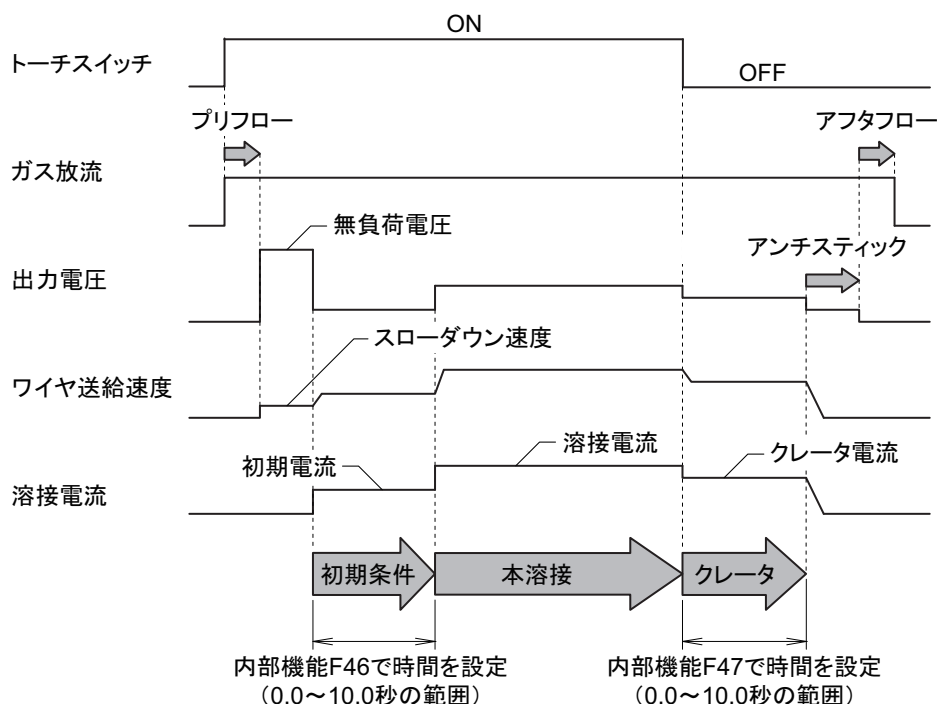 ON
トーチスイッチ
OFF
プリフロー
アフタフロー
ガス放流
無負荷電圧
アンチスティック
出力電圧
スローダウン速度
ワイヤ送給速度
溶接電流
初期電流
クレータ電流
溶接電流
初期条件
本溶接
クレータ
内部機能F46で時間を設定
（0.0～10.0秒の範囲）
内部機能F47で時間を設定
（0.0～10.0秒の範囲）